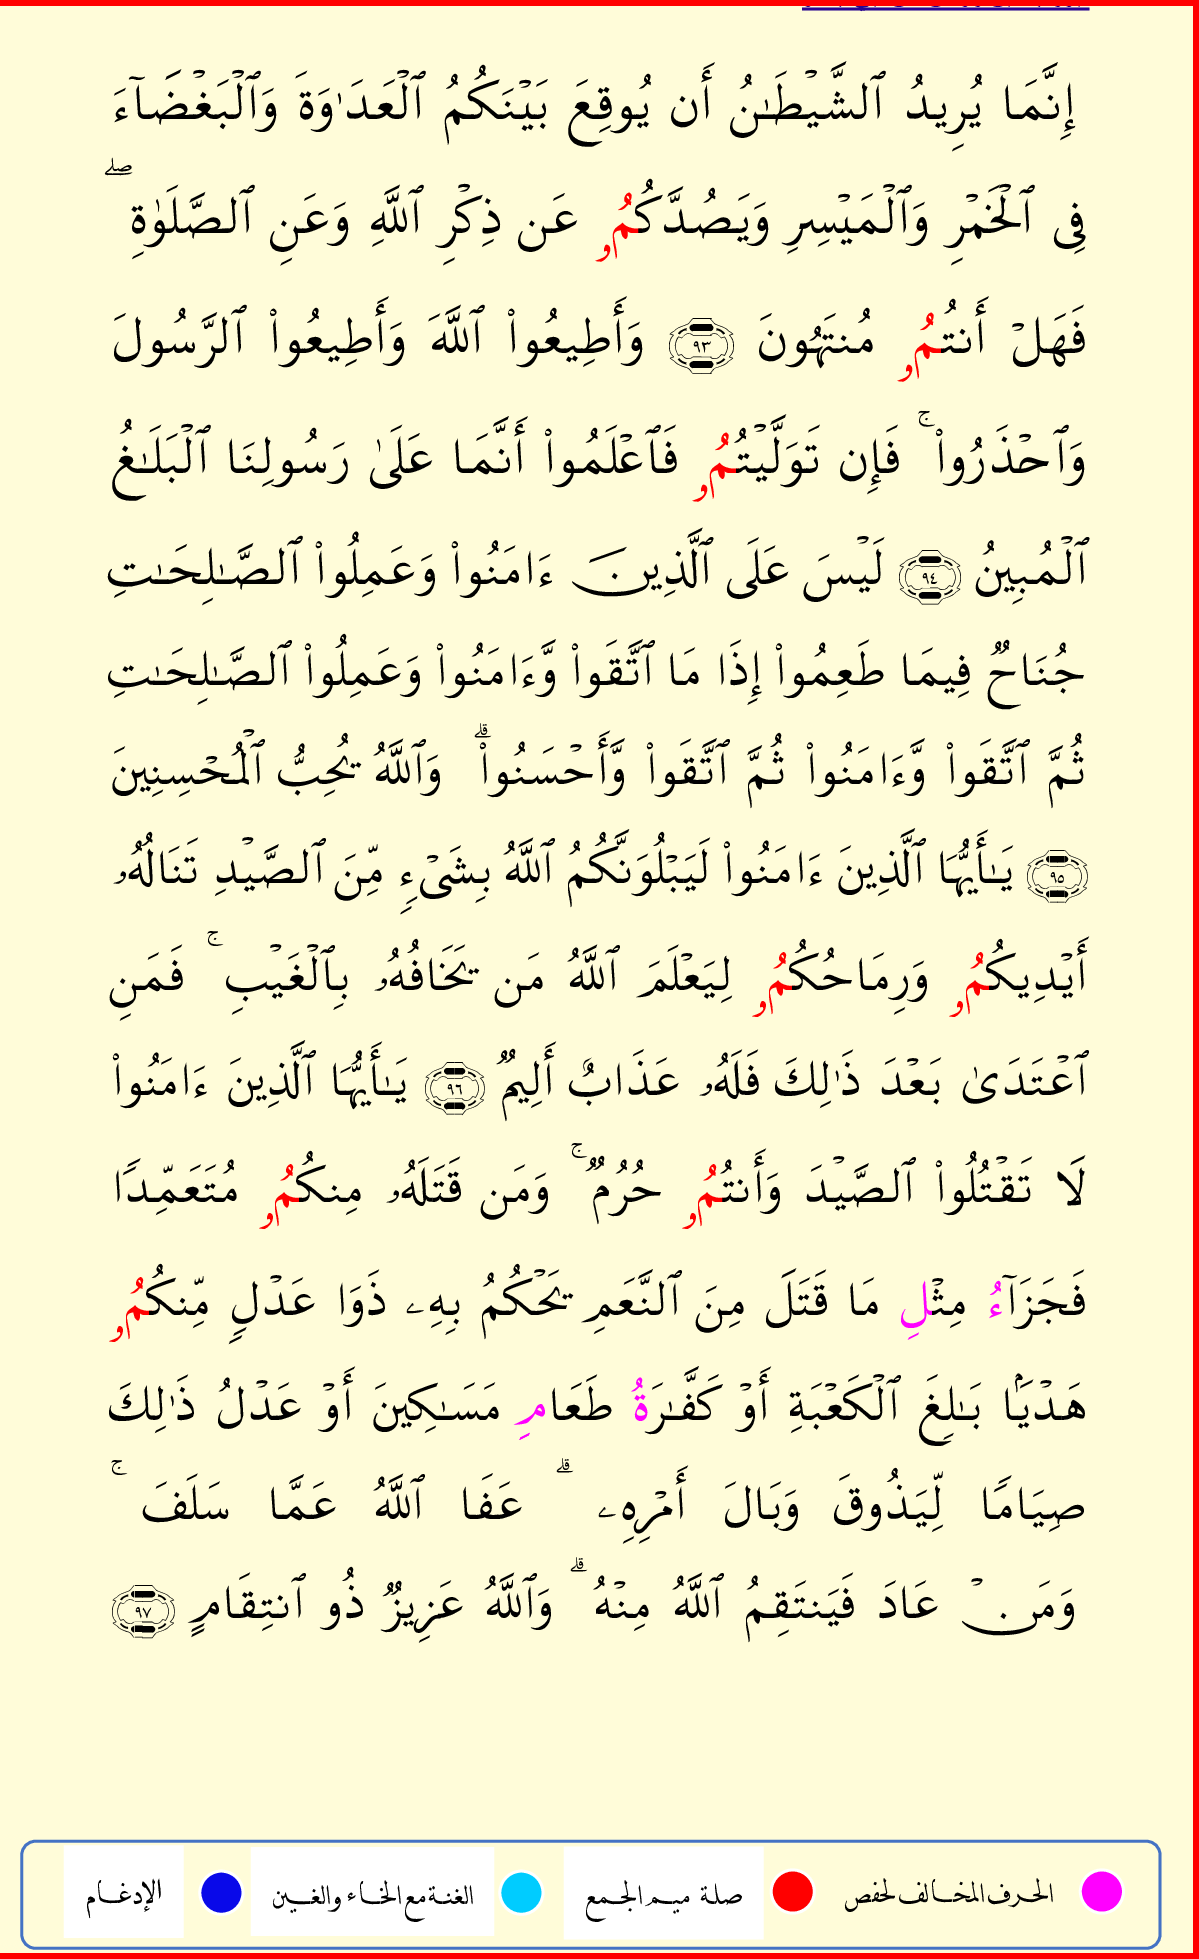 إِنَّمَا يُرِيدُ ٱلشَّيۡطَٰنُ أَن يُوقِعَ بَيۡنَكُمُ ٱلۡعَدَٰوَةَ وَٱلۡبَغۡضَآءَ
فِى ٱلۡخَمۡرِ وَٱلۡمَيۡسِرِ وَيَصُدَّكُمُۥ عَن ذِكۡرِ ٱللَّهِ وَعَنِ ٱلصَّلَوٰةِۖ
فَهَلۡ أَنتُمُۥ مُنتَهُونَ ٩٣ وَأَطِيعُواْ ٱللَّهَ وَأَطِيعُواْ ٱلرَّسُولَ
وَٱحۡذَرُواْۚ فَإِن تَوَلَّيۡتُمُۥ فَٱعۡلَمُواْ أَنَّمَا عَلَىٰ رَسُولِنَا ٱلۡبَلَٰغُ
ٱلۡمُبِينُ ٩٤ لَيۡسَ عَلَى ٱلَّذِينَ ءَامَنُواْ وَعَمِلُواْ ٱلصَّٰلِحَٰتِ
جُنَاحٌ فِيمَا طَعِمُواْ إِذَا مَا ٱتَّقَواْ وَّءَامَنُواْ وَعَمِلُواْ ٱلصَّٰلِحَٰتِ
ثُمَّ ٱتَّقَواْ وَّءَامَنُواْ ثُمَّ ٱتَّقَواْ وَّأَحۡسَنُواْۗ وَٱللَّهُ يُحِبُّ ٱلۡمُحۡسِنِينَ
٩٥ يَٰٓأَيُّهَا ٱلَّذِينَ ءَامَنُواْ لَيَبۡلُوَنَّكُمُ ٱللَّهُ بِشَىۡءٍ مِّنَ ٱلصَّيۡدِ تَنَالُهُۥ
أَيۡدِيكُمُۥ وَرِمَاحُكُمُۥ لِيَعۡلَمَ ٱللَّهُ مَن يَخَافُهُۥ بِٱلۡغَيۡبِۚ فَمَنِ
ٱعۡتَدَىٰ بَعۡدَ ذَٰلِكَ فَلَهُۥ عَذَابٌ أَلِيمٌ ٩٦ يَٰٓأَيُّهَا ٱلَّذِينَ ءَامَنُواْ
لَا تَقۡتُلُواْ ٱلصَّيۡدَ وَأَنتُمُۥ حُرُمٌۚ وَمَن قَتَلَهُۥ مِنكُمُۥ مُتَعَمِّدًا
فَجَزَآءُ مِثۡلِ مَا قَتَلَ مِنَ ٱلنَّعَمِ يَحۡكُمُ بِهِۦ ذَوَا عَدۡلٍ مِّنكُمُۥ
هَدۡيَۢا بَٰلِغَ ٱلۡكَعۡبَةِ أَوۡ كَفَّٰرَةُ طَعَامِ مَسَٰكِينَ أَوۡ عَدۡلُ ذَٰلِكَ
صِيَامًا لِّيَذُوقَ وَبَالَ أَمۡرِهِۦۗ عَفَا ٱللَّهُ عَمَّا سَلَفَۚ
وَمَنۡ عَادَ فَيَنتَقِمُ ٱللَّهُ مِنۡهُۗ وَٱللَّهُ عَزِيزٌ ذُو ٱنتِقَامٍ ٩٧
الحرف المخالف لحفص صلة ميم الجمع الغنة مع الخاء والغين الإدغام